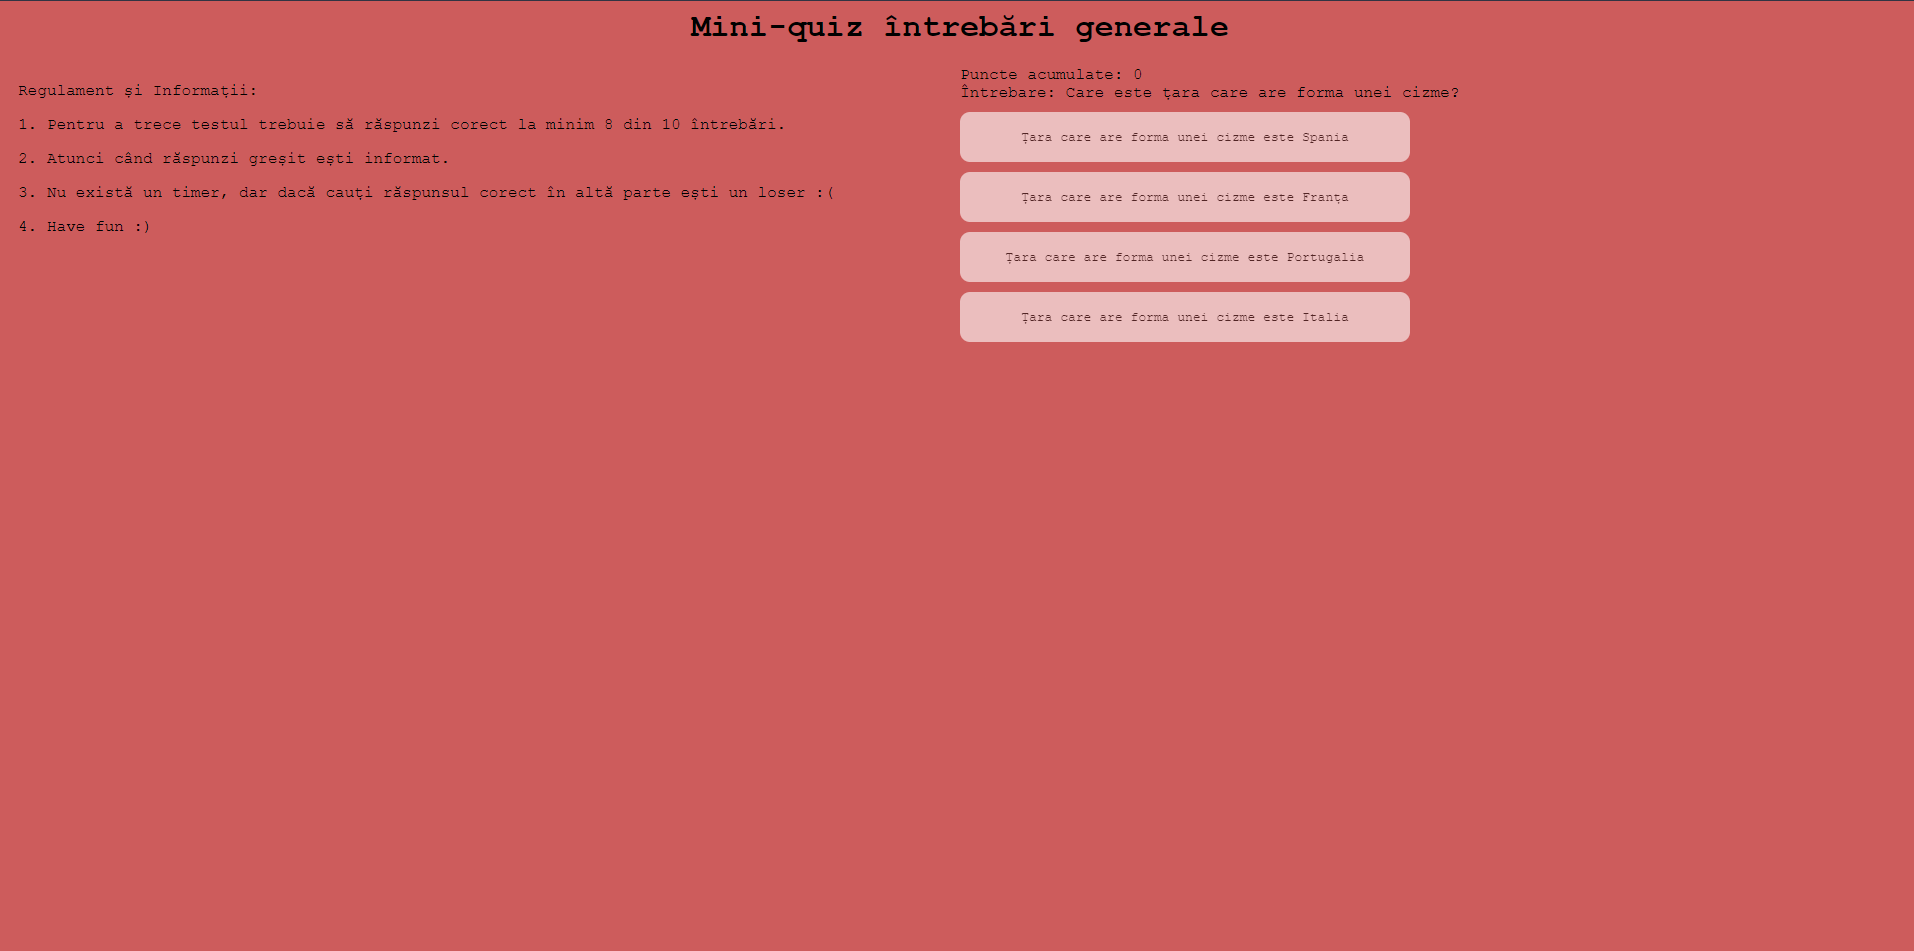 Mini-quiz întrebări generale
Regulament și Informații:
1. Pentru a trece testul trebuie să răspunzi corect la minim 8 din 10 întrebări.
2. Atunci când răspunzi greșit ești informat.
3. Nu există un timer, dar dacă cauți răspunsul corect în altă parte ești un loser :(
4. Have fun :)
Puncte acumulate: 0
Întrebare: Care este țara care are forma unei cizme?
Țara care are forma unei cizme este Spania
Țara care are forma unei cizme este Franța
Țara care are forma unei cizme este Portugalia
Țara care are forma unei cizme este Italia